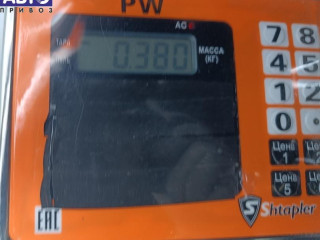 АВТО
ПРИВОЗ
PW
AG
ТАРА
0.380
МАССА
(КГ)
7 8
4 5
1 2
0
Цена 1
Цена 5
EAC
S Shtapler